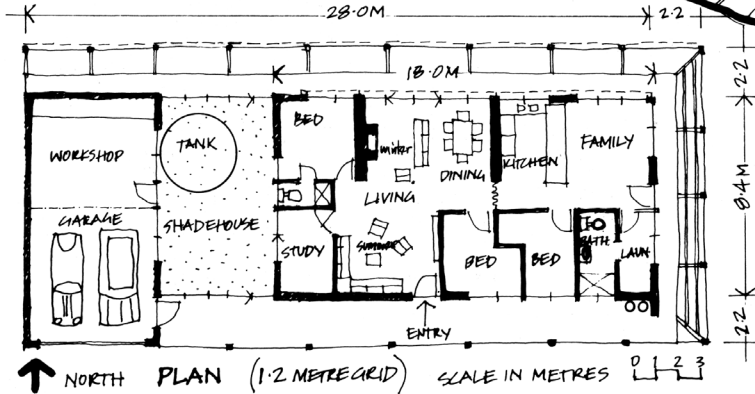 28.0M
2.2
2.2
18.0M
BED
WORKSHOP
TANK
winter
DINING
KITCHEN
FAMILY
8.4M
LIVING
GARAGE
SHADEHOUSE
STUDY
summer
BED
BED
BATH
LAUN
2.2
ENTRY
NORTH
PLAN (1.2 METRE GRID)
SCALE IN METRES
0 1 2 3